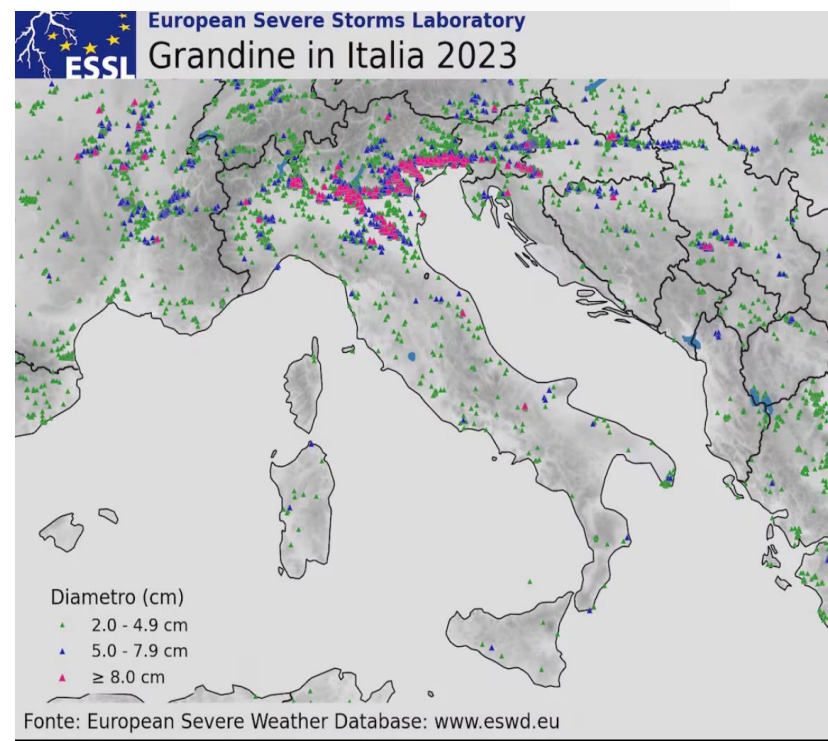 European Severe Storms Laboratory
ESSL
Grandine in Italia 2023
Diametro (cm)
2.0 - 4.9 cm
5.0 - 7.9 cm
≥ 8.0 cm
Fonte: European Severe Weather Database: www.eswd.eu